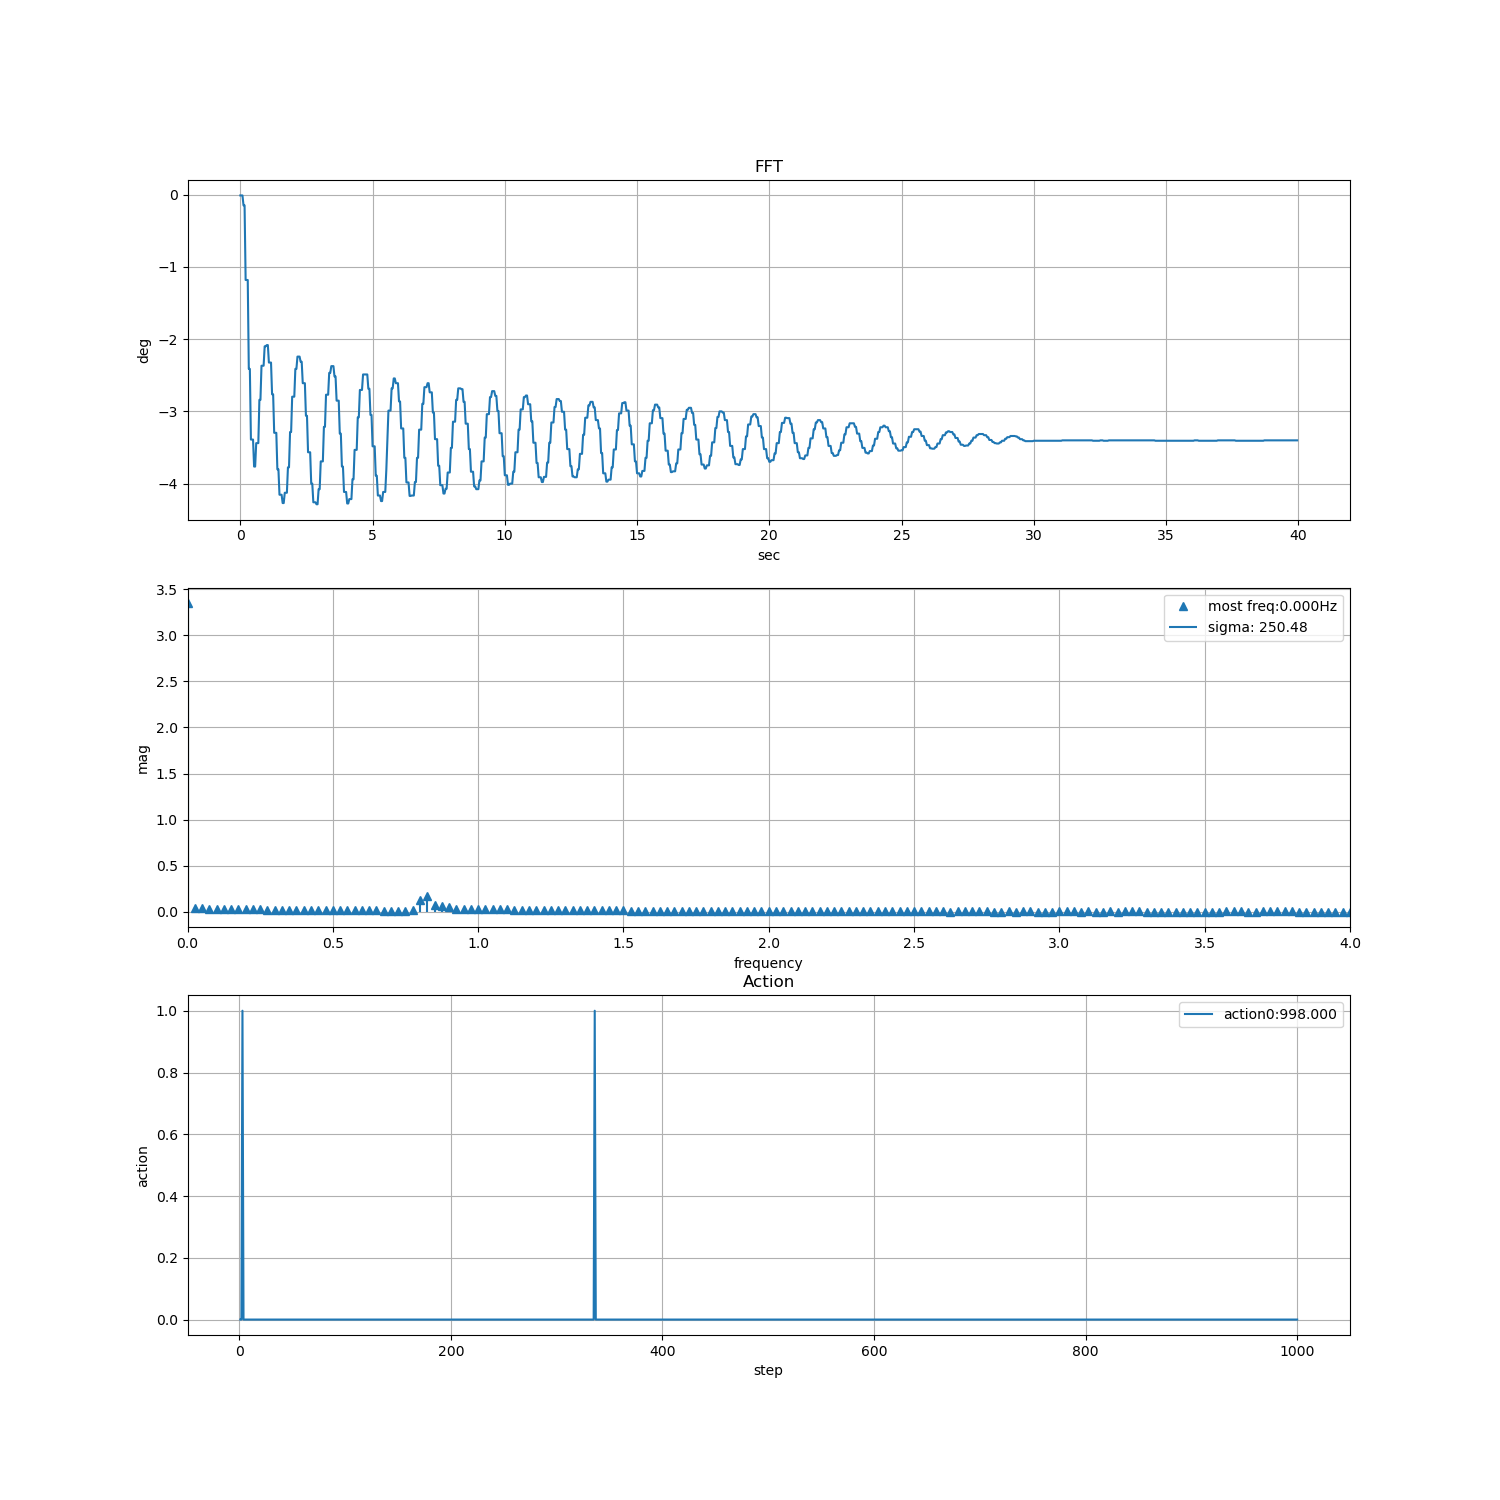 FFT
0
−1
−2
−3
−4
deg
0 5 10 15 20 25 30 35 40
sec
3.5
3.0
2.5
2.0
1.5
1.0
0.5
0.0
mag
most freq:0.000Hz
sigma: 250.48
0.0 0.5 1.0 1.5 2.0 2.5 3.0 3.5 4.0
frequency
Action
1.0
0.8
0.6
0.4
0.2
0.0
action
action0:998.000
0 200 400 600 800 1000
step